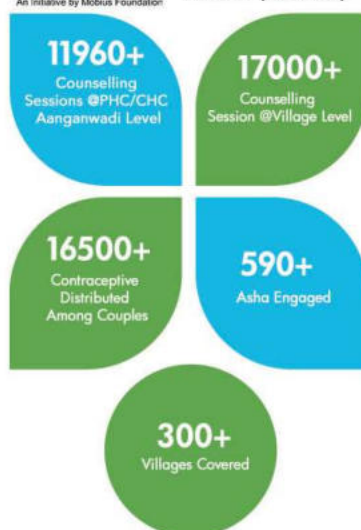 An Initiative by Mobius Foundation
11960+
Counselling
Sessions @PHC/CHC
Aanganwadi Level
17000+
Counselling
Session @Village Level
16500+
Contraceptive
Distributed
Among Couples
590+
Asha Engaged
300+
Villages Covered